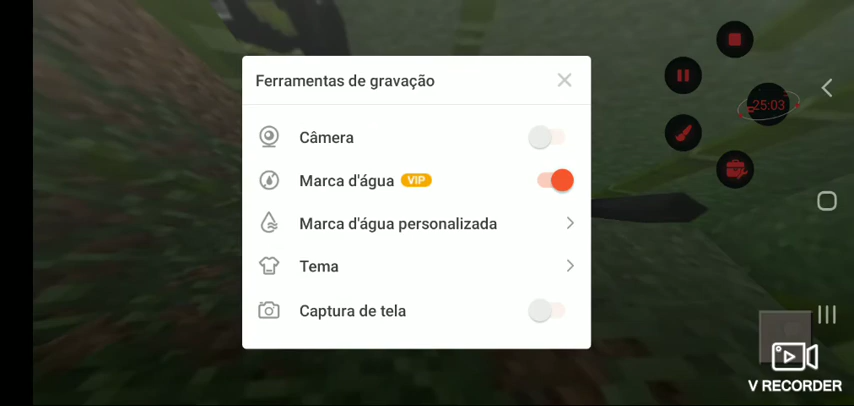 Ferramentas de gravação
Câmera
Marca d'água VIP
Marca d'água personalizada
Tema
Captura de tela
25:03
V RECORDER